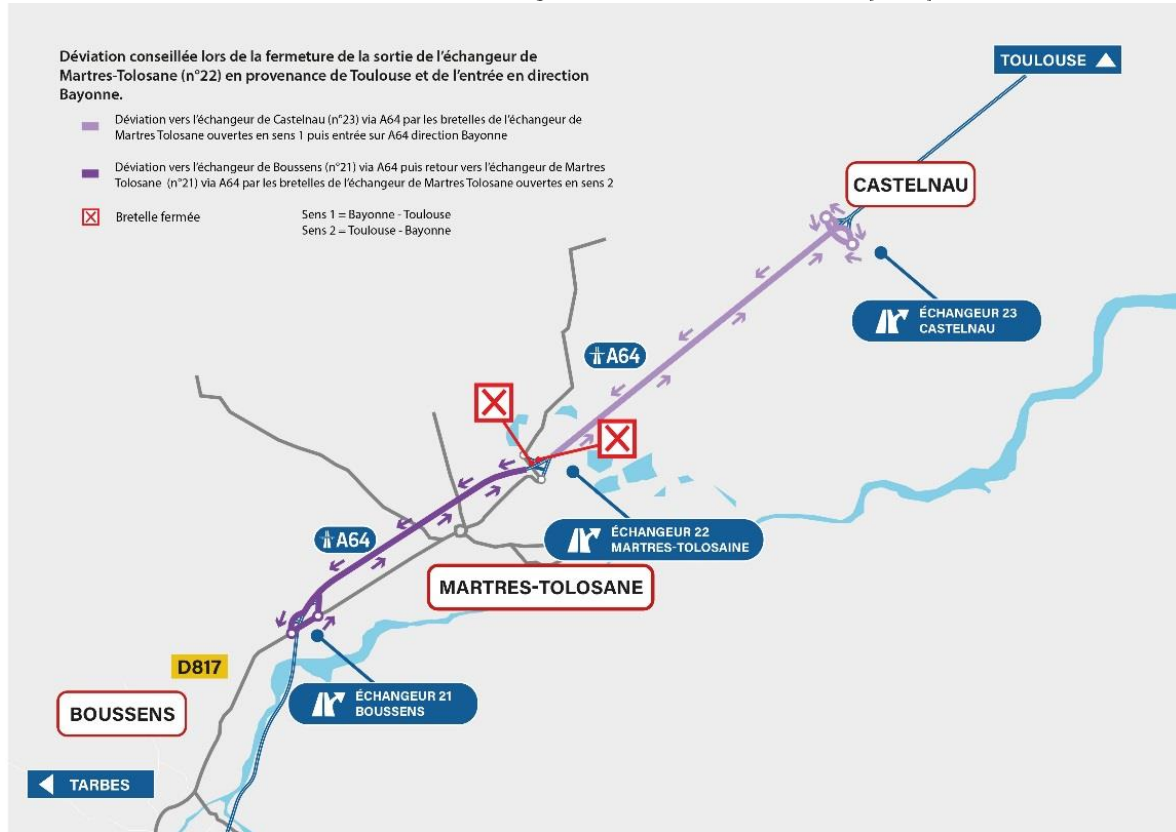 Déviation conseillée lors de la fermeture de la sortie de l'échangeur de
Martres-Tolosane (n°22) en provenance de Toulouse et de l'entrée en direction
Bayonne.
Déviation vers l'échangeur de Castelnau (n°23) via A64 par les bretelles de l'échangeur de
Martres Tolosane ouvertes en sens 1 puis entrée sur A64 direction Bayonne
Déviation vers l'échangeur de Boussens (n°21) via A64 puis retour vers l'échangeur de Martres
Tolosane (n°21) via A64 par les bretelles de l'échangeur de Martres Tolosane ouvertes en sens 2
Bretelle fermée
Sens 1 = Bayonne - Toulouse
Sens 2 = Toulouse - Bayonne
TOULOUSE
CASTELNAU
ÉCHANGEUR 23
CASTELNAU
A64
ÉCHANGEUR 22
MARTRES-TOLOSAINE
A64
MARTRES-TOLOSANE
D817
ÉCHANGEUR 21
BOUSSENS
BOUSSENS
TARBES